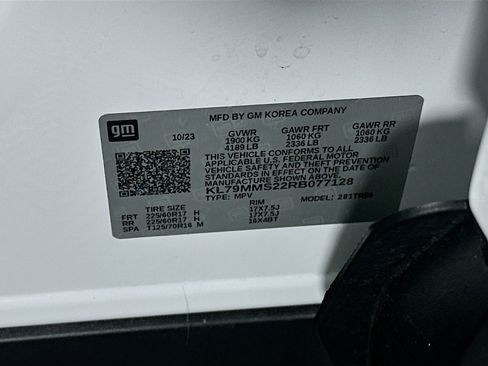 MFD BY GM KOREA COMPANY
gm
10/23 GVWR GAWR FRT GAWR RR
1900 KG 1060 KG 1060 KG
4189 LB 2336 LB 2336 LB
THIS VEHICLE CONFORMS TO ALL
APPLICABLE U.S. FEDERAL MOTOR
VEHICLE SAFETY AND THEFT PREVENTION
STANDARDS IN EFFECT ON THE DATE OF
MANUFACTURE SHOWN ABOVE.
KL79MMS22RB077128
TYPE: MPV MODEL:
TIRE SIZE RIM
FRT 225/60R17 H 17X7.5J
RR 225/60R17 H 17X7.5J
SPA T125/70R16 M 16X4BT